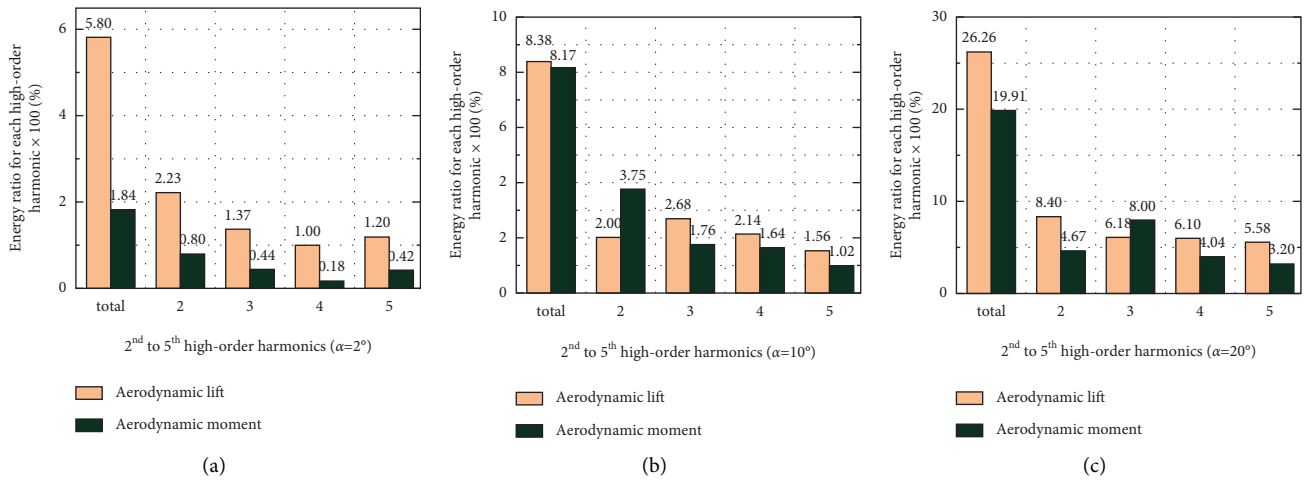 Energy ratio for each high-order
harmonic × 100 (%)
6
4
2
0
5.80
1.84
2.23
0.80
1.37
0.44
1.00
0.18
1.20
0.42
total 2 3 4 5
2nd to 5th high-order harmonics (α=2°)
Aerodynamic lift
Aerodynamic moment
(a)
Energy ratio for each high-order
harmonic × 100 (%)
10
8
2
2
0
8.38
8.17
2.00
3.75
2.68
1.76
2.14
1.64
1.56
1.02
total 2 3 4 5
2nd to 5th high-order harmonics (α=10°)
Aerodynamic lift
Aerodynamic moment
(b)
Energy ratio for each high-order
harmonic × 100 (%)
30
20
10
0
26.26
19.91
8.40
4.67
6.18
8.00
6.10
4.04
5.58
3.20
total 2 3 4 5
2nd to 5th high-order harmonics (α=20°)
Aerodynamic lift
Aerodynamic moment
(c)